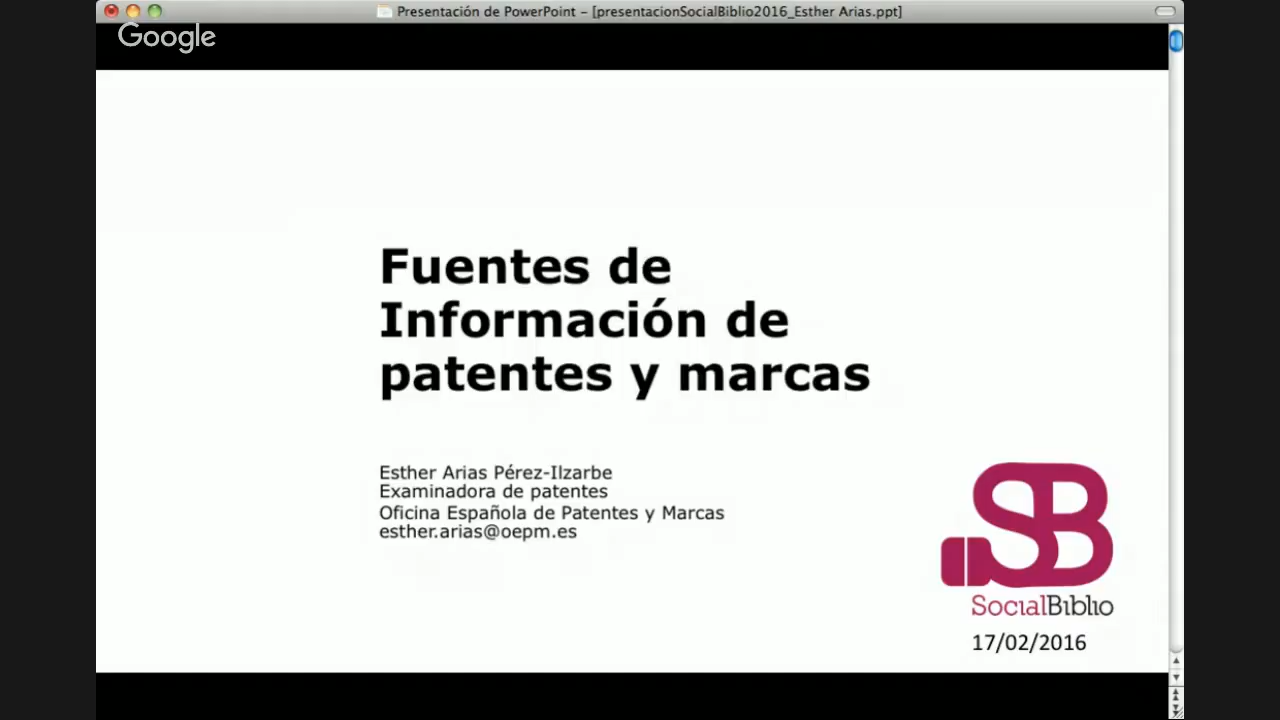 Presentación de PowerPoint – [presentacionSocialBiblio2016_Esther Arias.ppt]
Google
Fuentes de
Información de
patentes y marcas
Esther Arias Pérez-Ilzarbe
Examinadora de patentes
Oficina Española de Patentes y Marcas
esther.arias@oepm.es
SB
SocialBiblio
17/02/2016